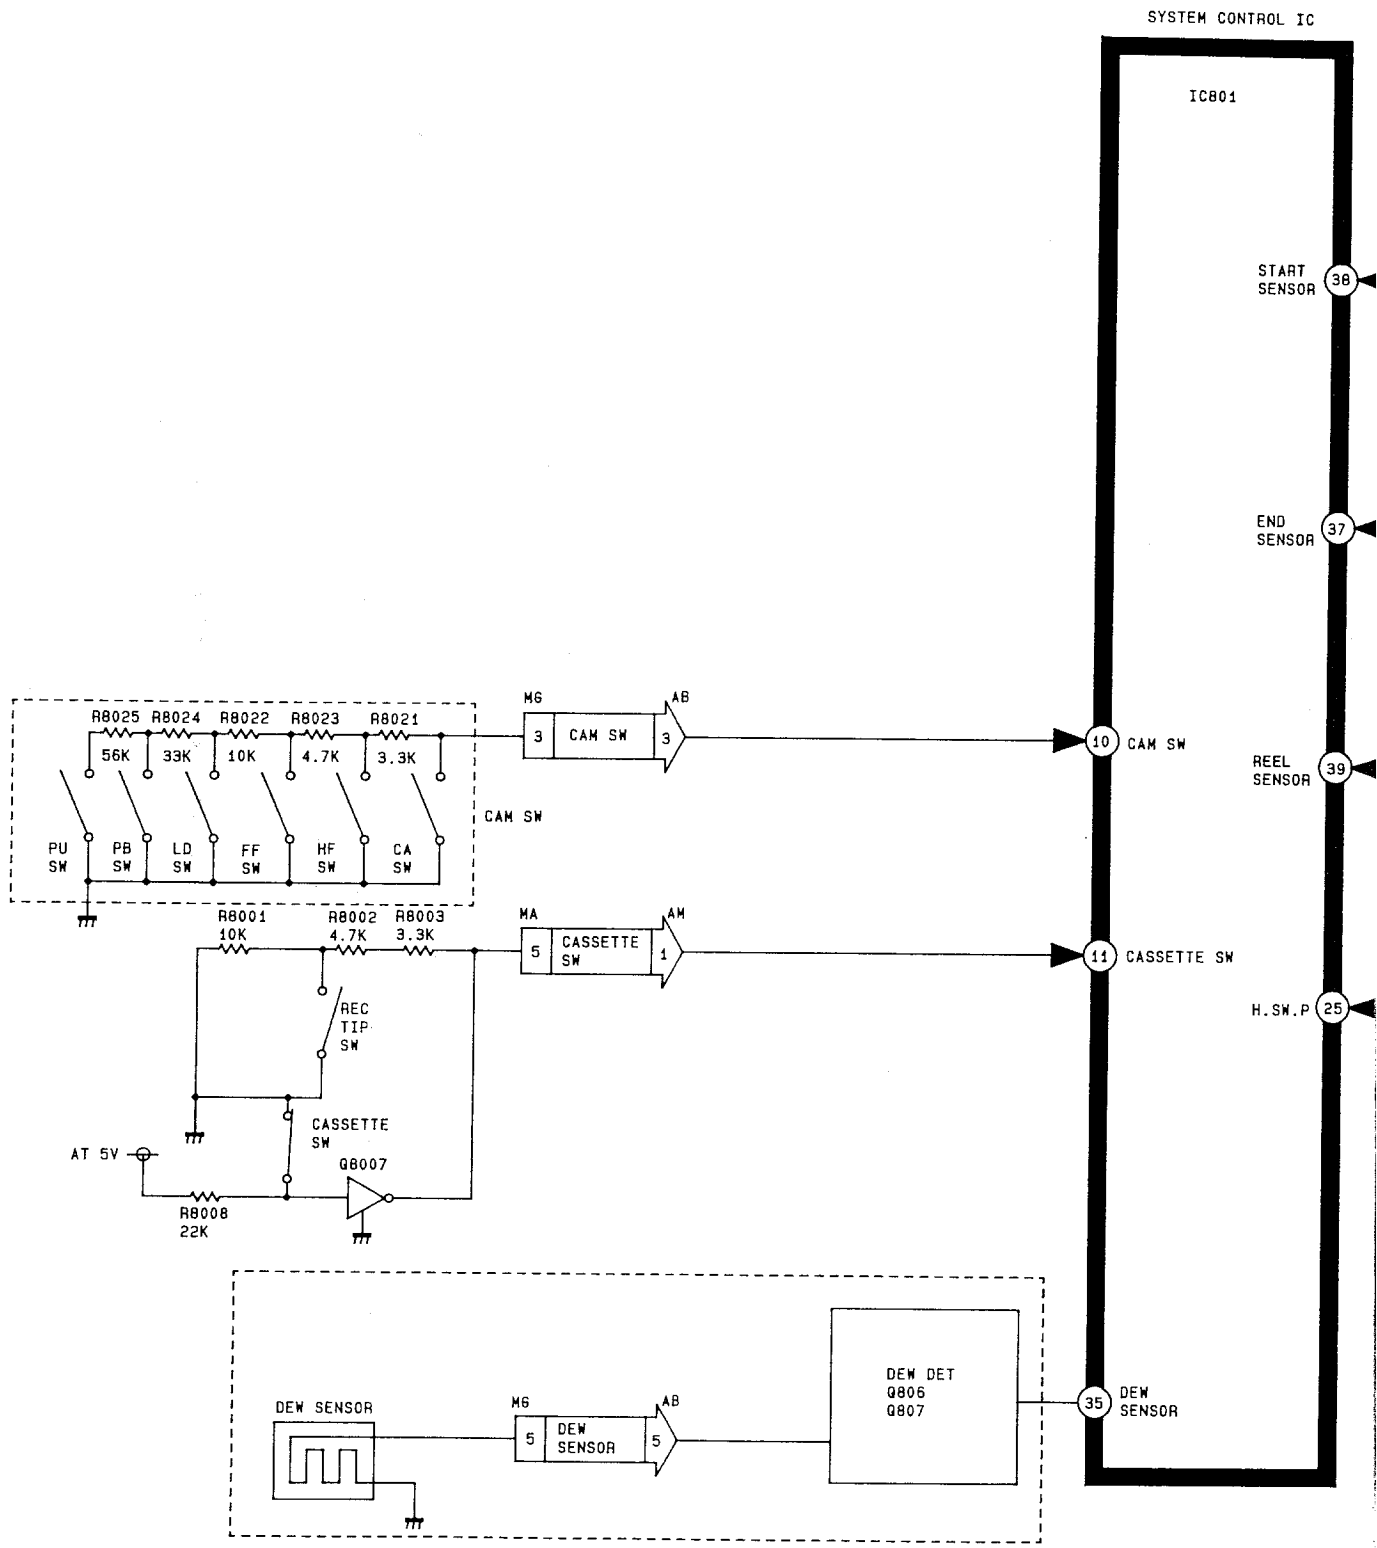 SYSTEM CONTROL IC
IC801
START
SENSOR
38
END
SENSOR
37
MG
AB
R8025 R8024 R8022 R8023 R8021
56K 33K 10K 4.7K 3.3K
3 CAM SW 3
10 CAM SW
REEL
SENSOR
39
CAM SW
PU
SW
PB
SW
LD
SW
FF
SW
HF
SW
CA
SW
R8001
10K
R8002
4.7K
R8003
3.3K
MA
AM
5 CASSETTE
SW
1
11 CASSETTE SW
H.SW.P 25
REC
TIP
SW
CASSETTE
SW
AT 5V
Q8007
R8008
22K
DEW DET
Q806
Q807
DEW SENSOR
MG
AB
5 DEW
SENSOR
5
35 DEW
SENSOR